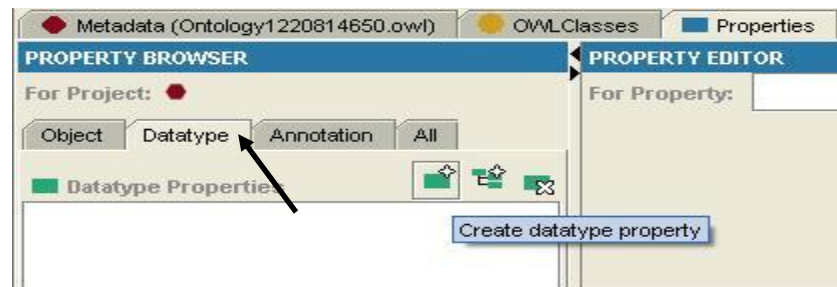 Metadata (Ontology1220814650.owl) OWLClasses Properties
PROPERTY BROWSER PROPERTY EDITOR
For Project: For Property:
Object Datatype Annotation All
Datatype Properties
Create datatype property